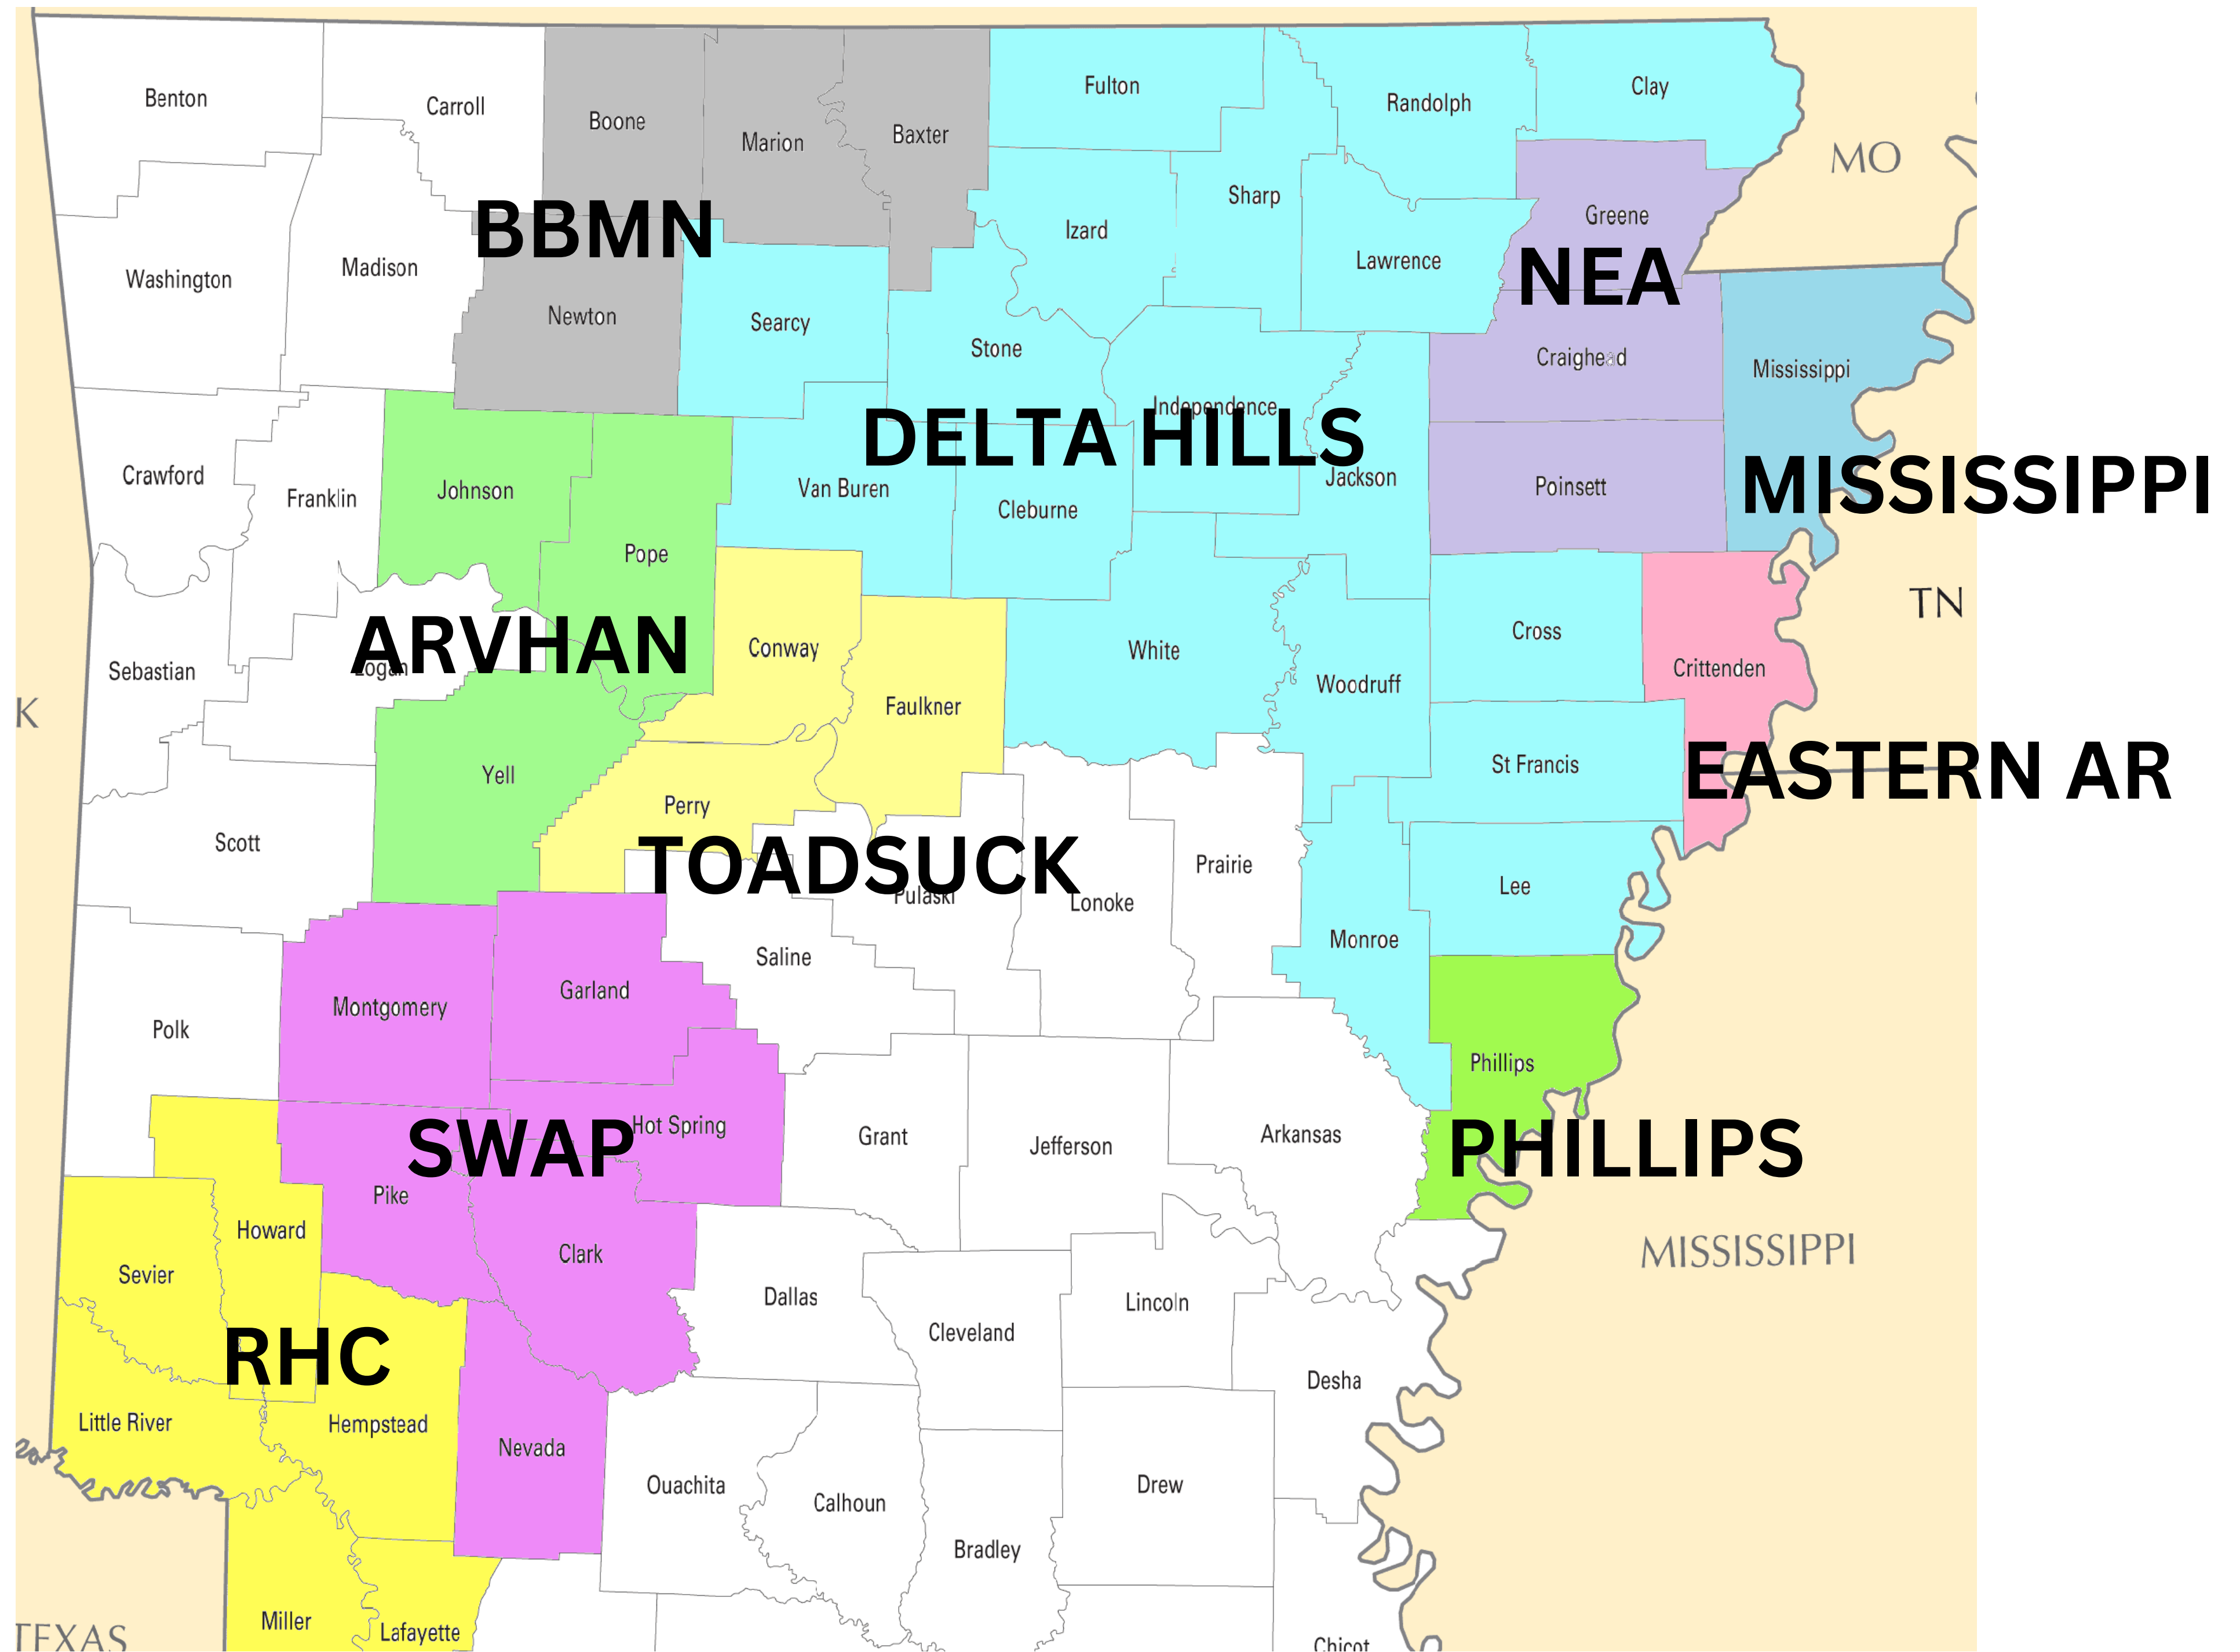 Benton
Carroll
Boone
Marion
Baxter
Fulton
Randolph
Clay
MO
Washington
Madison
BBMN
Newton
Searcy
Izard
Sharp
Lawrence
Greene
NEA
Stone
Independence
Craighead
Mississippi
DELTA HILLS
Crawford
Franklin
Johnson
Pope
Van Buren
Cleburne
Jackson
Poinsett
MISSISSIPPI
TN
ARVHAN
Sebastian
Logan
Conway
Faulkner
White
Woodruff
Cross
Crittenden
K
Yell
Perry
St Francis
EASTERN AR
Scott
TOADSUCK
Pulaski
Lonoke
Prairie
Lee
Montgomery
Garland
Saline
Monroe
Polk
Phillips
SWAP
Hot Spring
Grant
Jefferson
Arkansas
PHILLIPS
Pike
Howard
Clark
MISSISSIPPI
Sevier
Dallas
Lincoln
RHC
Cleveland
Desha
Little River
Hempstead
Nevada
Ouachita
Calhoun
Drew
Bradley
TEXAS
Miller
Lafayette
Chicot